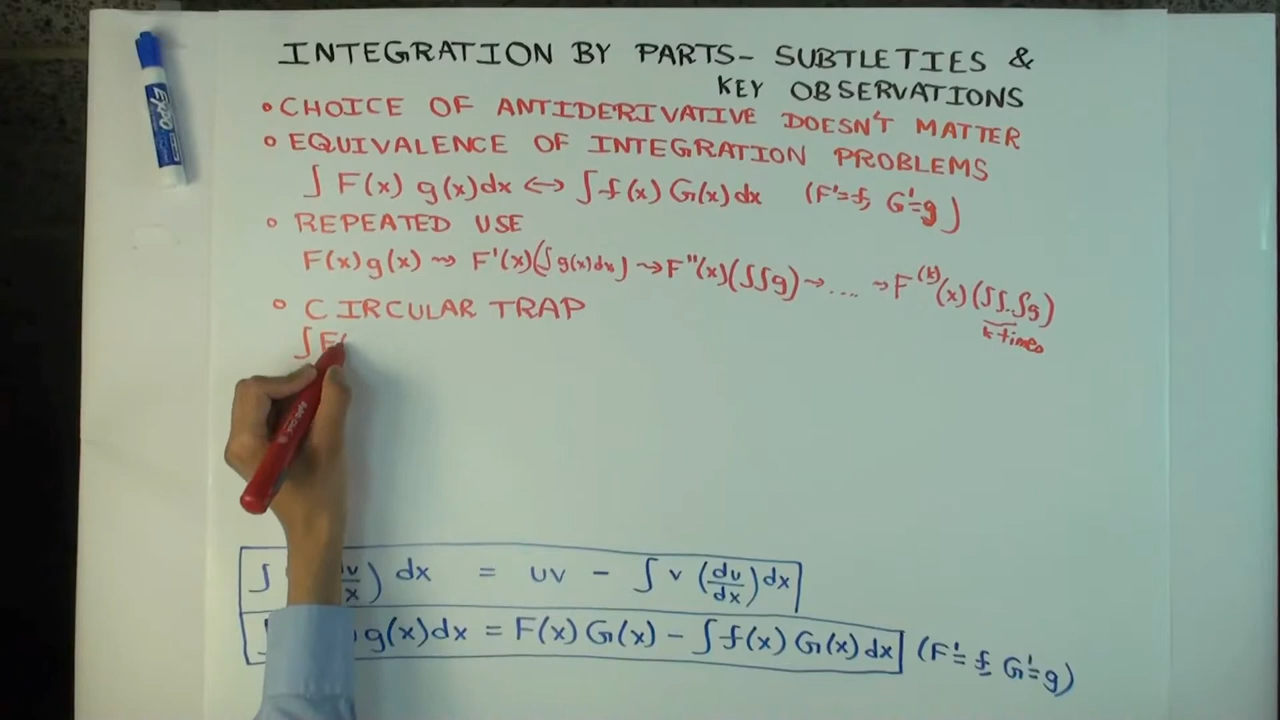 INTEGRATION BY PARTS- SUBTLETIES &
KEY OBSERVATIONS
• CHOICE OF ANTIDERIVATIVE DOESN'T MATTER
• EQUIVALENCE OF INTEGRATION PROBLEMS
∫ F(x) g(x)dx ↔ ∫ f(x) G(x) dx (F'=f, G'=g)
• REPEATED USE
F(x)g(x) ⇝ F'(x)(∫g(x)dx) ⇝ F''(x)(∫∫g) ⇝ .... ⇝ F^(k)(x)(∫∫..∫g)
k times
• CIRCULAR TRAP
∫F(
∫ dx = uv - ∫ v (du/dx) dx
∫ g(x)dx = F(x) G(x) - ∫ f(x) G(x) dx (F'=f, G'=g)
EXPO